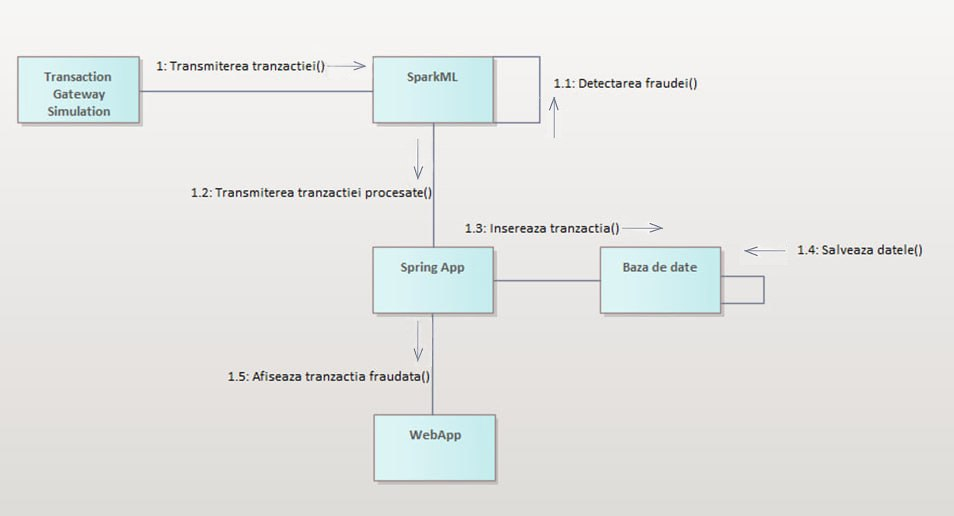 1: Transmiterea tranzactiei()
Transaction
Gateway
Simulation
SparkML
1.1: Detectarea fraudei()
1.2: Transmiterea tranzactiei procesate()
1.3: Insereaza tranzactia()
1.4: Salveaza datele()
Spring App
Baza de date
1.5: Afiseaza tranzactia fraudata()
WebApp